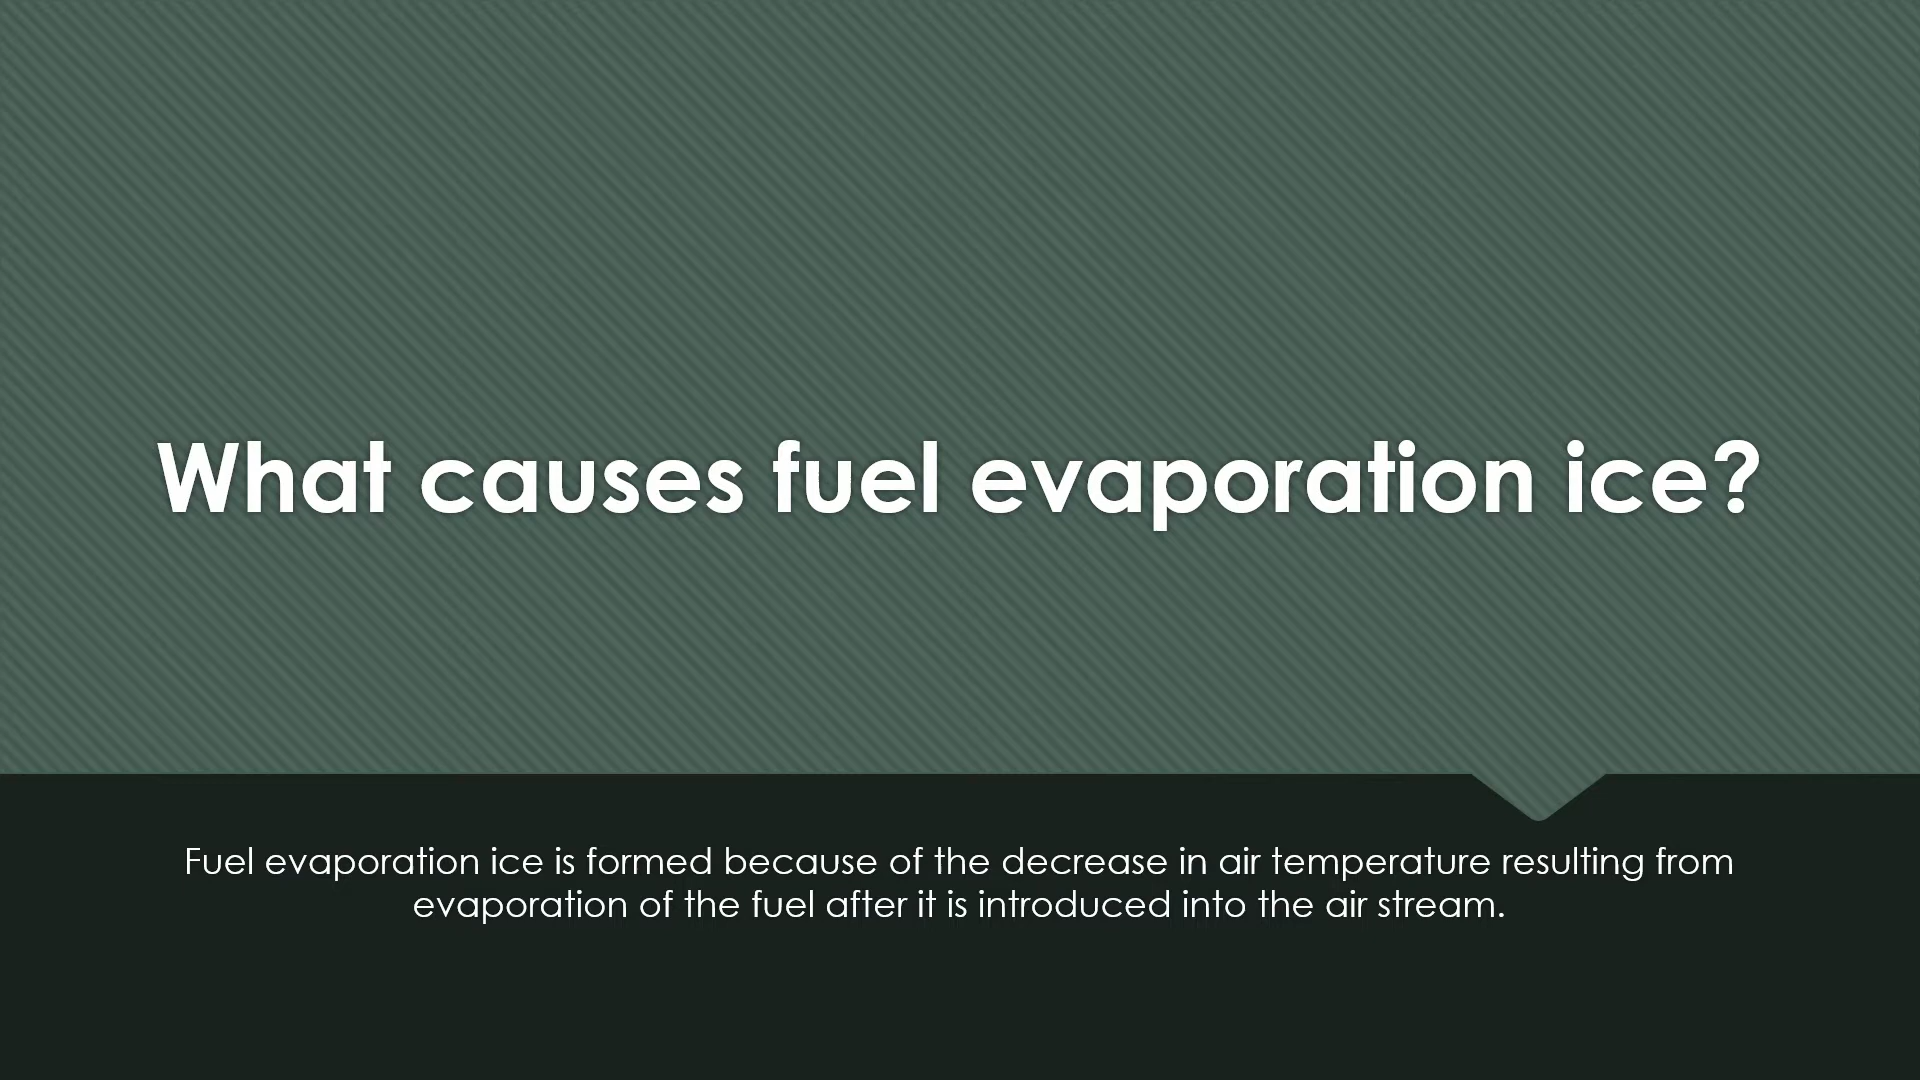 What causes fuel evaporation ice?
Fuel evaporation ice is formed because of the decrease in air temperature resulting from
evaporation of the fuel after it is introduced into the air stream.